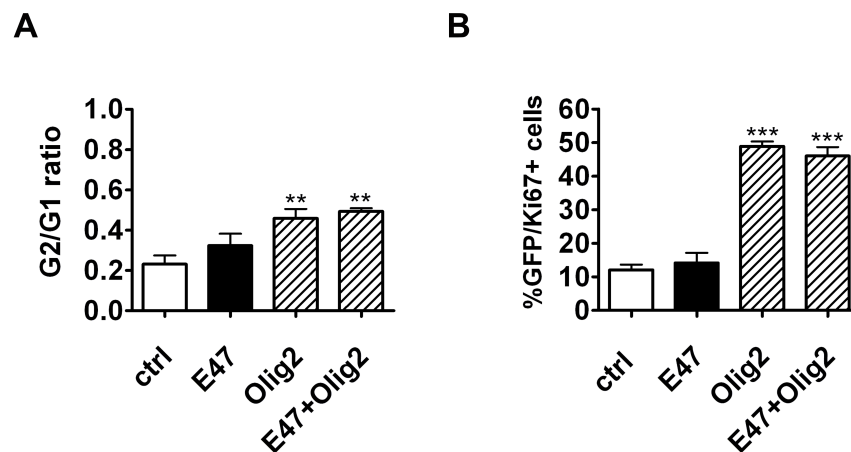 A
G2/G1 ratio
1.0
0.8
0.6
0.4
0.2
0.0
**
**
ctrl
E47
Olig2
E47+Olig2
B
%GFP/Ki67+ cells
60
50
40
30
20
10
0
***
***
ctrl
E47
Olig2
E47+Olig2